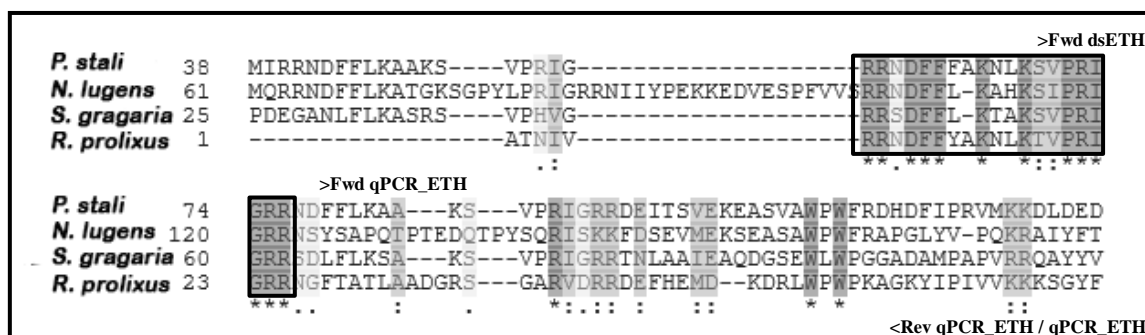 >Fwd dsETH
P. stali 38 MIRRNDFFLKAAKS----VPRIG--------------------RRNDFFFAKNLKSVPRI
N. lugens 61 MQRRNDFFLKATGKSGPYLPRIGRRNIIYPEKKEDVESPFVVSRRNDFFL-KAHKSIPRI
S. gragaria 25 PDEGANLFLKASRS----VPHVG--------------------RRSDFFL-KTAKSVPRI
R. prolixus 1 ------------------ATNIV--------------------RRNDFFYAKNLKTVPRI
.: **.*** * *::***
>Fwd qPCR_ETH
P. stali 74 GRRNDFFLKAA---KS--VPRIGRRDEITSVEKEASVAWPWFRDHDFIPRVMKKDLDED
N. lugens 120 GRRNSYSAPQTPTEDQTPYSQRISKKFDSEVMEKSEASAWPWFRAPGLYV-PQKRAIYFT
S. gragaria 60 GRRSDLFLKSA---KS--VPRIGRRTNLAAIEAQDGSEWLWPGGADAMPAPVRRQAYYV
R. prolixus 23 GRRNGFTATLAADGRS--GARVDRRDEFHEMD--KDRLWPWPKAGKYIPIVVKKKSGYF
***.. : . *:::: : :: * * ::
<Rev qPCR_ETH / qPCR_ETH